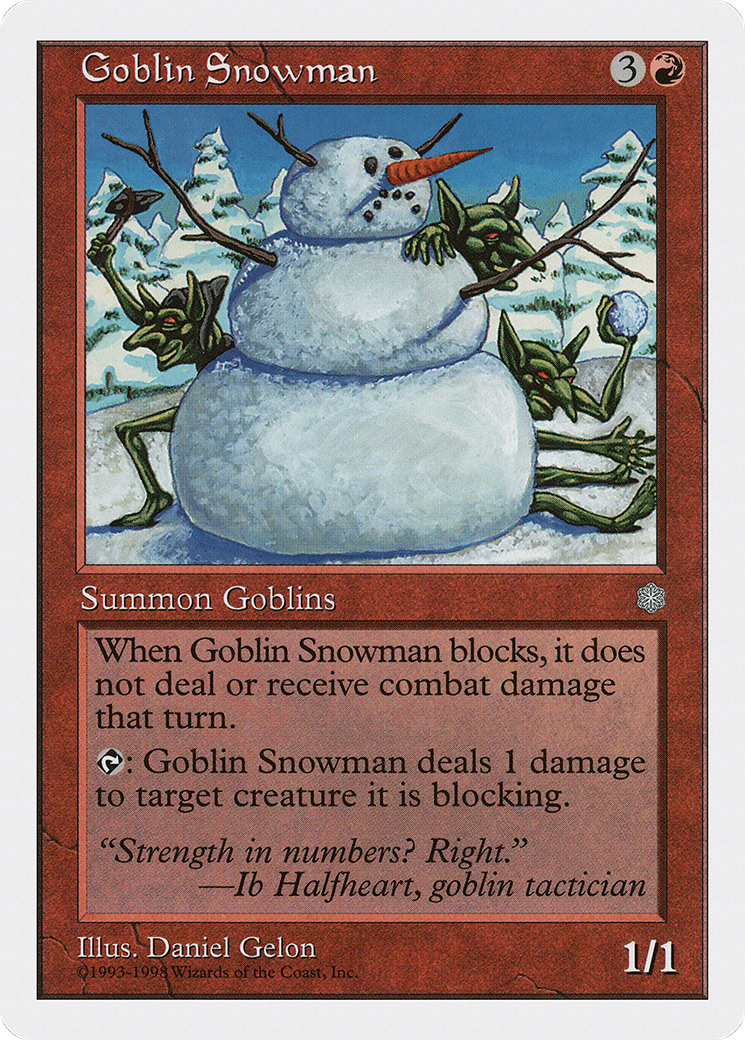 Goblin Snowman 3
Summon Goblins
When Goblin Snowman blocks, it does
not deal or receive combat damage
that turn.
: Goblin Snowman deals 1 damage
to target creature it is blocking.
“Strength in numbers? Right.”
—Ib Halfheart, goblin tactician
Illus. Daniel Gelon
©1993-1998 Wizards of the Coast, Inc.
1/1